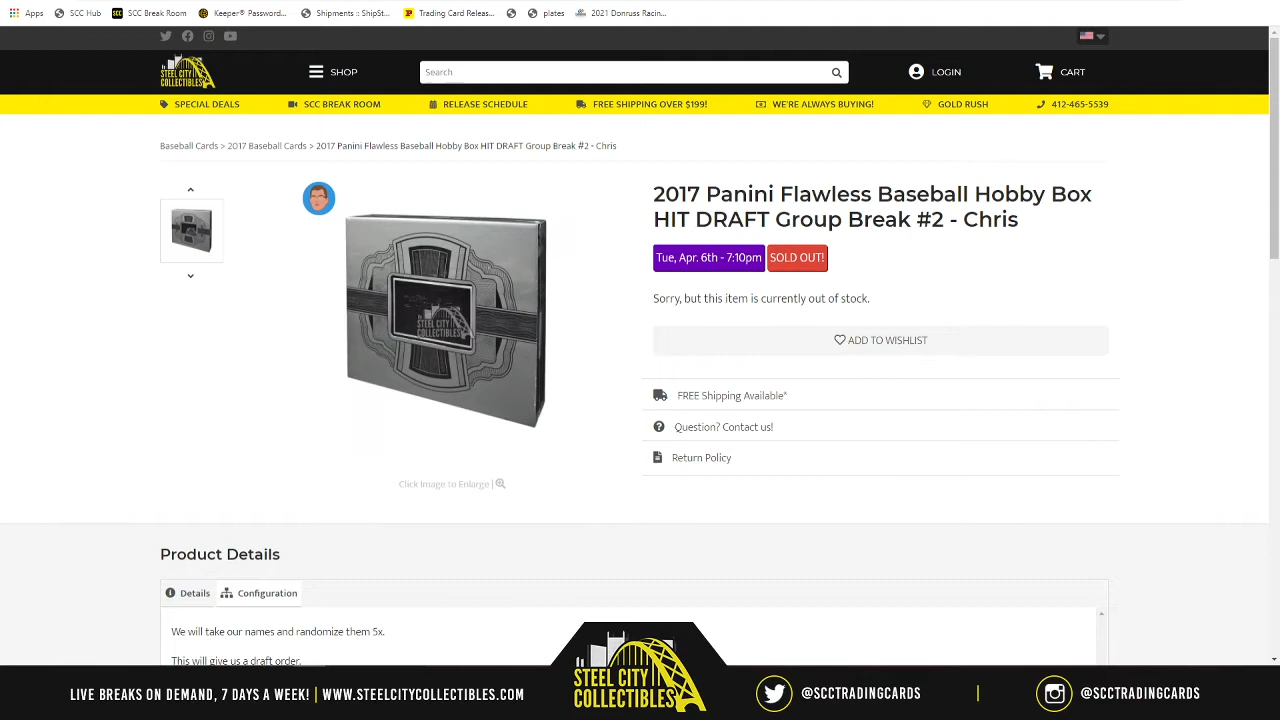 Apps SCC Hub SCC Break Room Keeper® Password... Shipments :: ShipSt... Trading Card Releas... plates 2021 Donruss Racin...
STEEL CITY
COLLECTIBLES
SHOP
Search
LOGIN
CART
SPECIAL DEALS
SCC BREAK ROOM
RELEASE SCHEDULE
FREE SHIPPING OVER $199!
WE'RE ALWAYS BUYING!
GOLD RUSH
412-465-5539
Baseball Cards > 2017 Baseball Cards > 2017 Panini Flawless Baseball Hobby Box HIT DRAFT Group Break #2 - Chris
2017 Panini Flawless Baseball Hobby Box
HIT DRAFT Group Break #2 - Chris
Tue, Apr. 6th - 7:10pm SOLD OUT!
Sorry, but this item is currently out of stock.
ADD TO WISHLIST
FREE Shipping Available*
Question? Contact us!
Return Policy
STEEL CITY
COLLECTIBLES
Click Image to Enlarge |
Product Details
Details Configuration
We will take our names and randomize them 5x.
This will give us a draft order.
LIVE BREAKS ON DEMAND, 7 DAYS A WEEK! | WWW.STEELCITYCOLLECTIBLES.COM
STEEL CITY
COLLECTIBLES
@SCCTRADINGCARDS | @SCCTRADINGCARDS